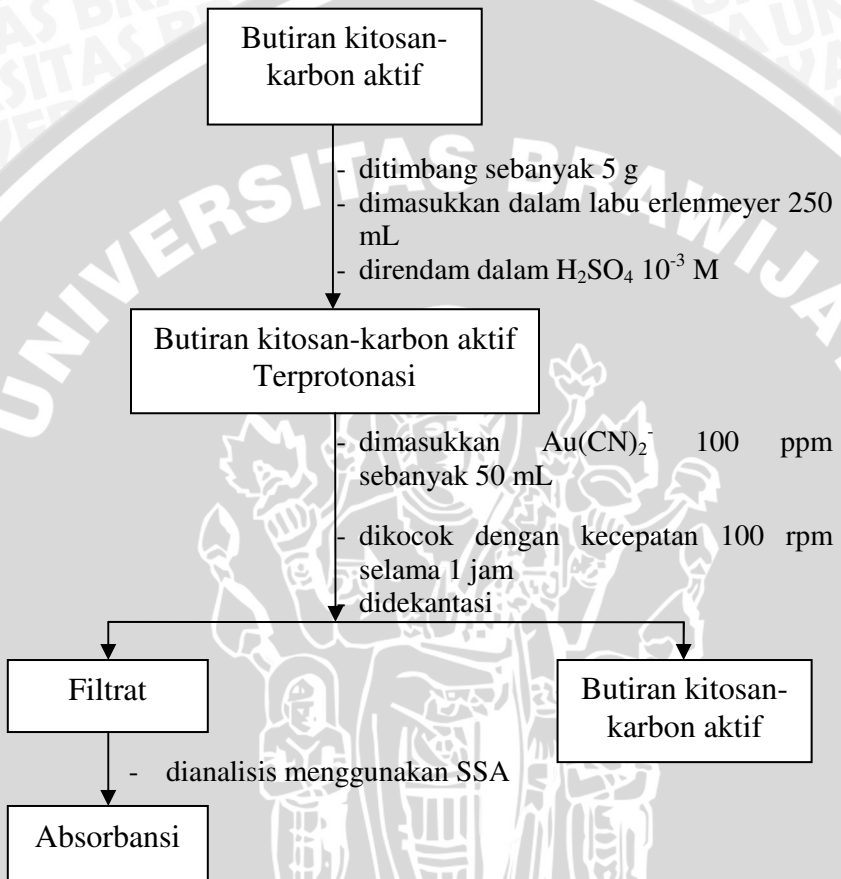 Butiran kitosan-
karbon aktif
- ditimbang sebanyak 5 g
- dimasukkan dalam labu erlenmeyer 250
mL
- direndam dalam H₂SO₄ 10⁻³ M
UNIVERSITAS BRAWIJA
Butiran kitosan-karbon aktif
Terprotonasi
- dimasukkan Au(CN)₂⁻ 100 ppm
sebanyak 50 mL
- dikocok dengan kecepatan 100 rpm
selama 1 jam
- didekantasi
Filtrat
Butiran kitosan-
karbon aktif
- dianalisis menggunakan SSA
Absorbansi